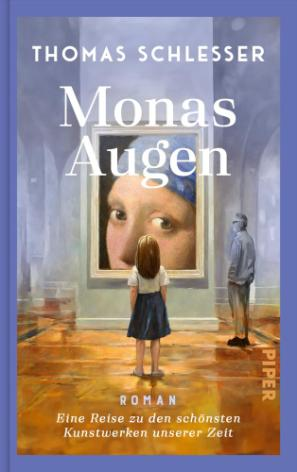 THOMAS SCHLESSER
Monas
Augen
ROMAN
Eine Reise zu den schönsten
Kunstwerken unserer Zeit
PIPER